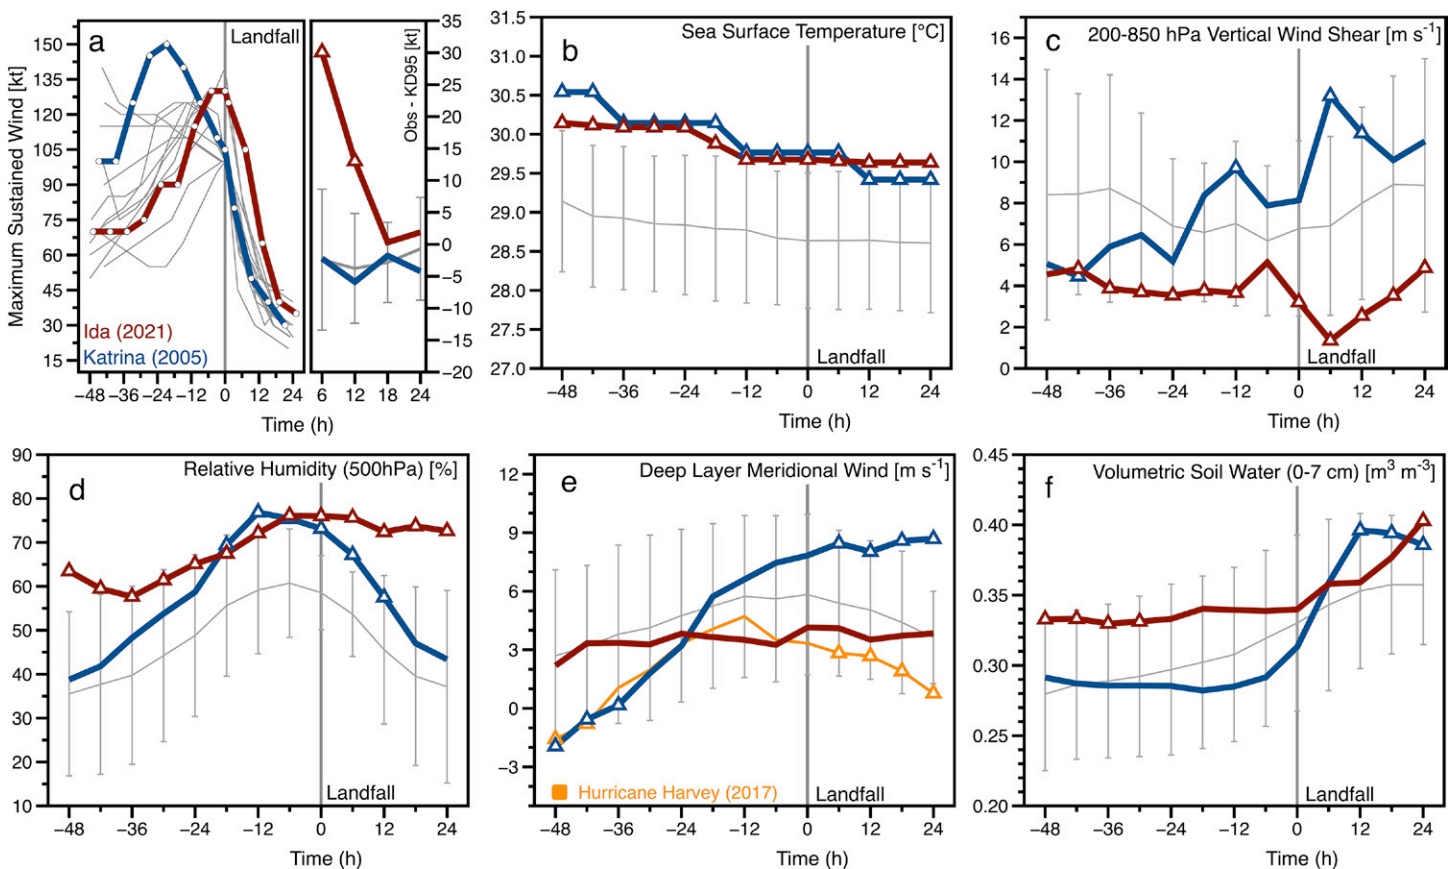 a
Landfall
Maximum Sustained Wind [kt]
150
135
120
105
90
75
60
45
30
15
Ida (2021)
Katrina (2005)
−48 −36 −24 −12 0 12 24
Time (h)
Obs - KD95 [kt]
35
30
25
20
15
10
5
0
−5
−10
−15
−20
6 12 18 24
b
Sea Surface Temperature [°C]
31.5
31.0
30.5
30.0
29.5
29.0
28.5
28.0
27.5
27.0
Landfall
−48 −36 −24 −12 0 12 24
Time (h)
c
200-850 hPa Vertical Wind Shear [m s-1]
16
14
12
10
8
6
4
2
0
Landfall
−48 −36 −24 −12 0 12 24
Time (h)
d
Relative Humidity (500hPa) [%]
90
80
70
60
50
40
30
20
10
Landfall
−48 −36 −24 −12 0 12 24
Time (h)
e
Deep Layer Meridional Wind [m s-1]
12
9
6
3
0
−3
Hurricane Harvey (2017)
Landfall
−48 −36 −24 −12 0 12 24
Time (h)
f
Volumetric Soil Water (0-7 cm) [m3 m-3]
0.45
0.40
0.35
0.30
0.25
0.20
Landfall
−48 −36 −24 −12 0 12 24
Time (h)